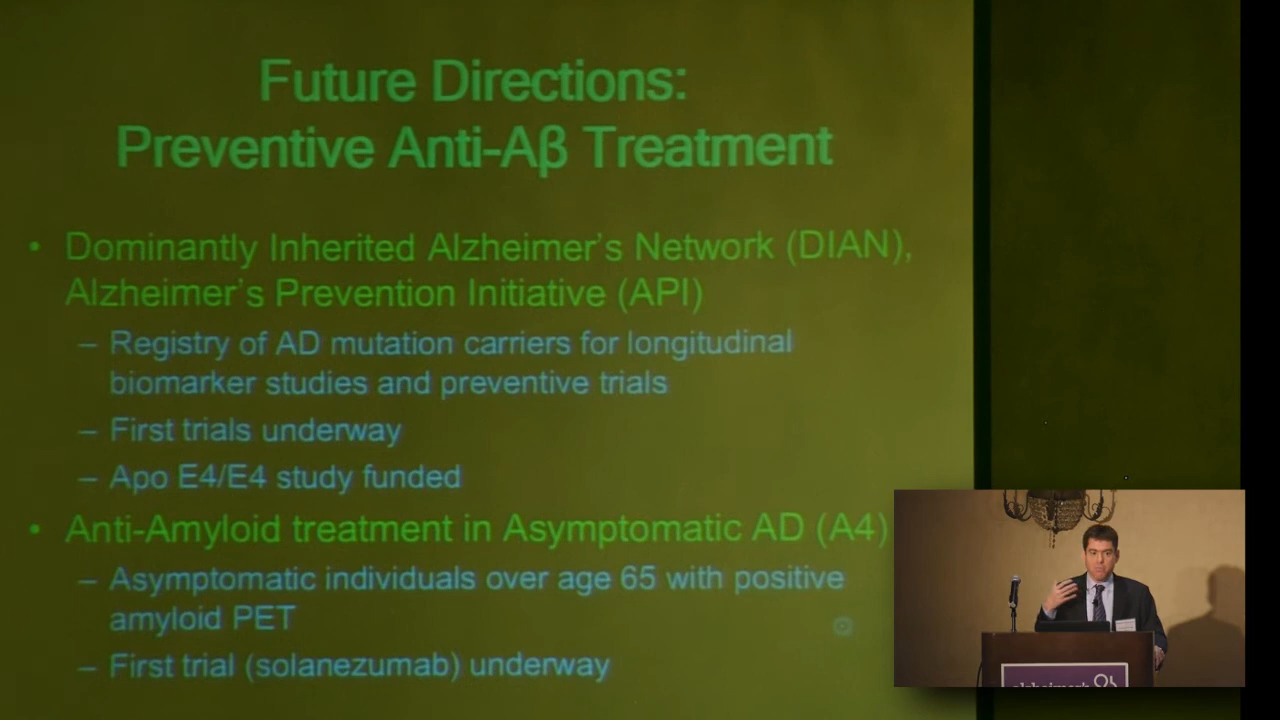 Future Directions:
Preventive Anti-Aβ Treatment
• Dominantly Inherited Alzheimer's Network (DIAN),
Alzheimer's Prevention Initiative (API)
– Registry of AD mutation carriers for longitudinal
biomarker studies and preventive trials
– First trials underway
– Apo E4/E4 study funded
• Anti-Amyloid treatment in Asymptomatic AD (A4)
– Asymptomatic individuals over age 65 with positive
amyloid PET
– First trial (solanezumab) underway